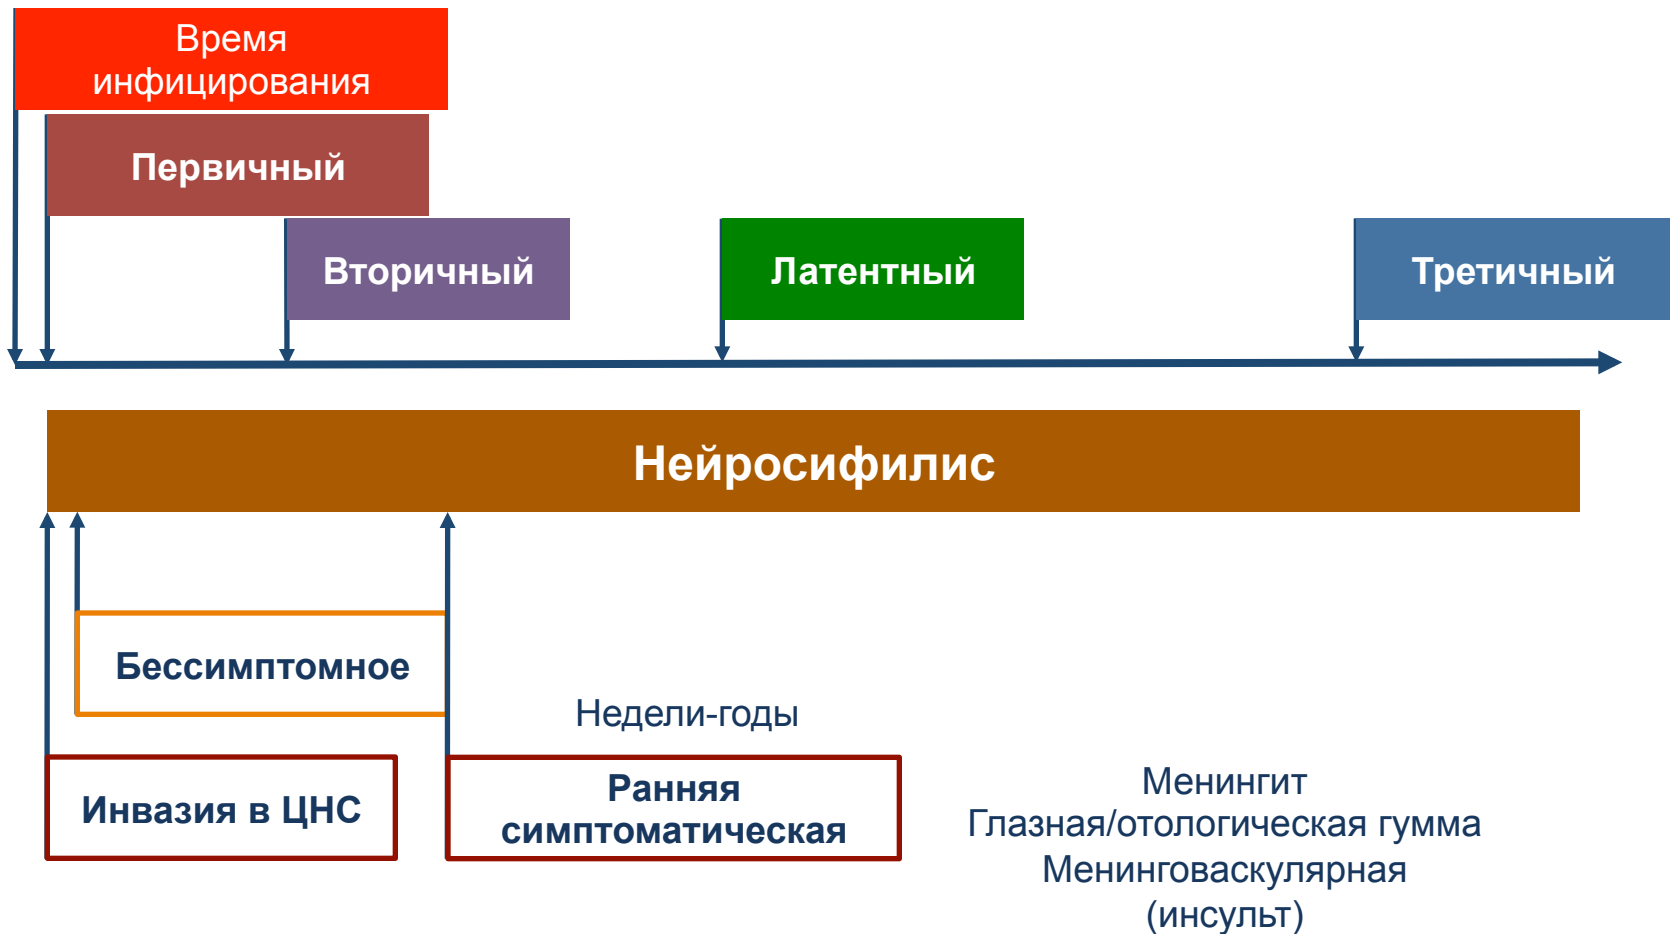 Время
инфицирования
Первичный
Вторичный
Латентный
Третичный
Нейросифилис
Бессимптомное
Недели-годы
Инвазия в ЦНС
Ранняя
симптоматическая
Менингит
Глазная/отологическая гумма
Менинговаскулярная
(инсульт)